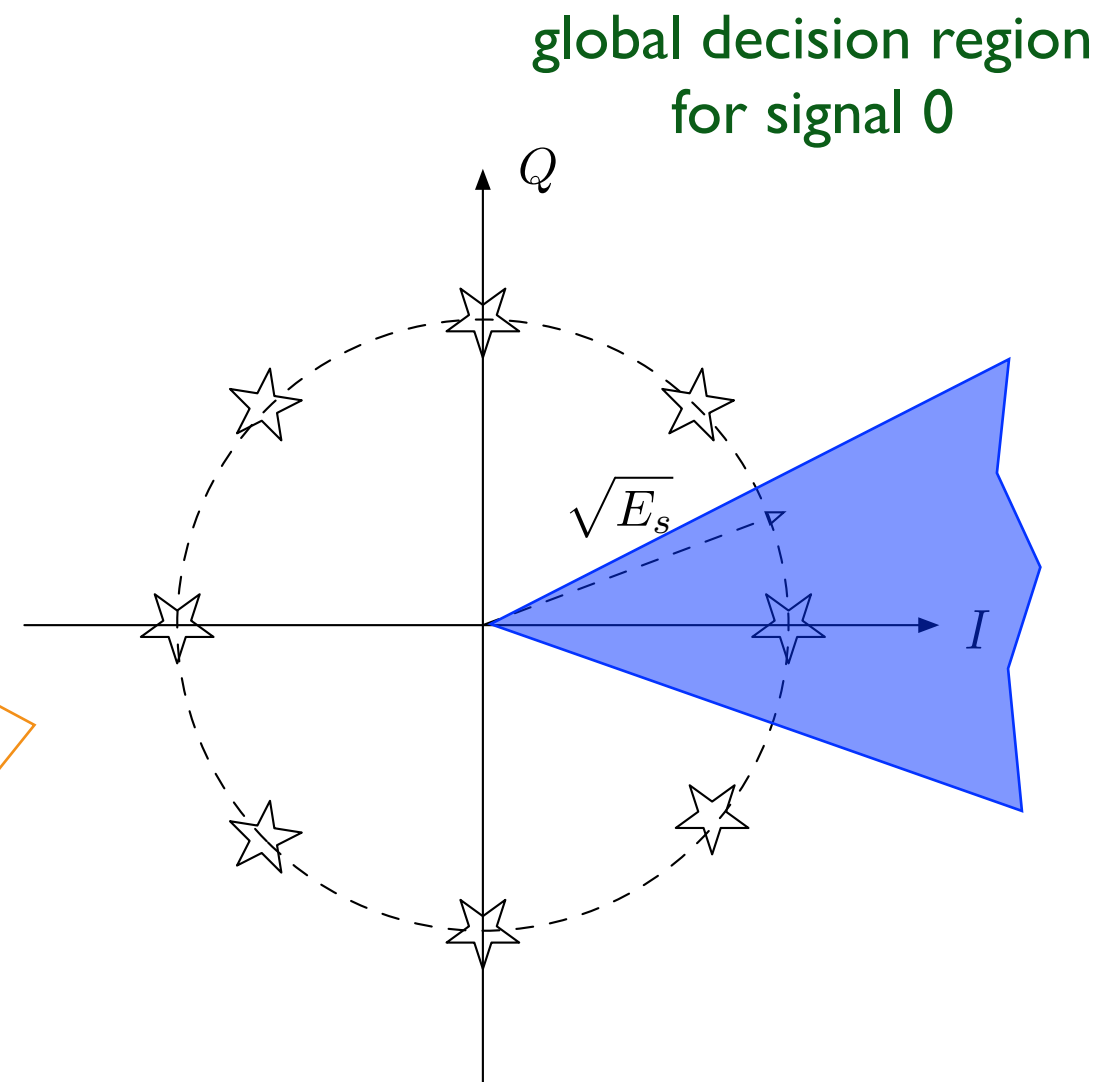 global decision region
for signal 0
Q
√E_s
I